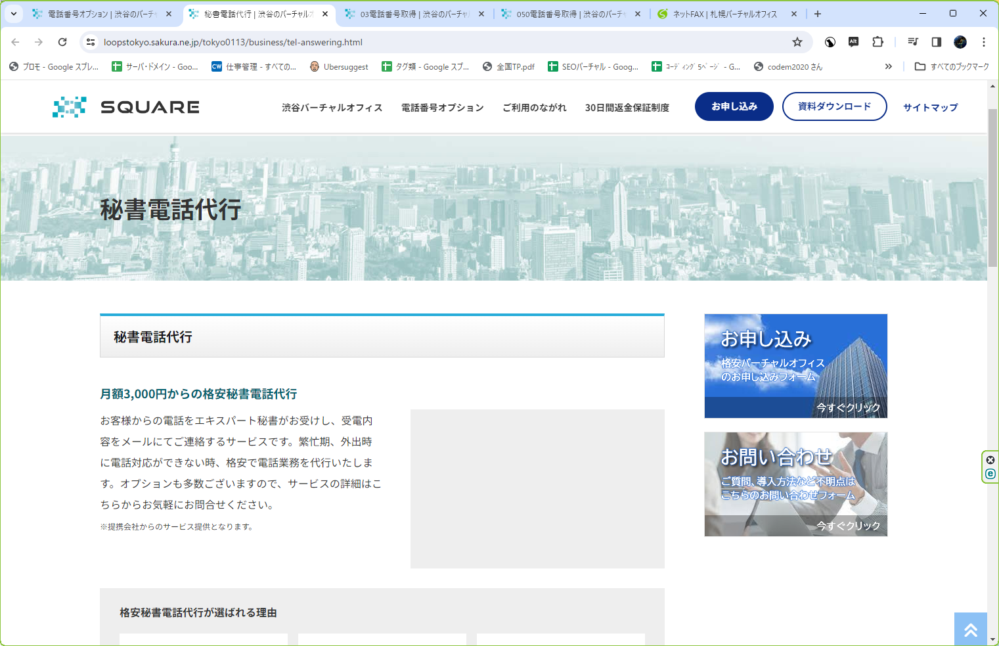 電話番号オプション | 渋谷のバーチ
秘書電話代行 | 渋谷のバーチャルオ
03電話番号取得 | 渋谷のバーチャル
050電話番号取得 | 渋谷のバーチャ
ネットFAX | 札幌バーチャルオフィス
loopstokyo.sakura.ne.jp/tokyo0113/business/tel-answering.html
プロモ - Google スプレ...
サーバ・ドメイン - Goo...
仕事管理 - すべての...
Ubersuggest
タグ類 - Google スプ...
全国TP.pdf
SEOバーチャル - Goog...
コーディング 5ページ - G...
codem2020 さん
すべてのブックマーク
SQUARE
渋谷バーチャルオフィス
電話番号オプション
ご利用のながれ
30日間返金保証制度
お申し込み
資料ダウンロード
サイトマップ
秘書電話代行
秘書電話代行
月額3,000円からの格安秘書電話代行
お客様からの電話をエキスパート秘書がお受けし、受電内
容をメールにてご連絡するサービスです。繁忙期、外出時
に電話対応ができない時、格安で電話業務を代行いたしま
す。オプションも多数ございますので、サービスの詳細はこ
ちらからお気軽にお問合せください。
※提携会社からのサービス提供となります。
格安秘書電話代行が選ばれる理由
お申し込み
格安バーチャルオフィス
のお申し込みフォーム
今すぐクリック
お問い合わせ
ご質問、導入方法など不明点は
こちらのお問い合わせフォーム
今すぐクリック